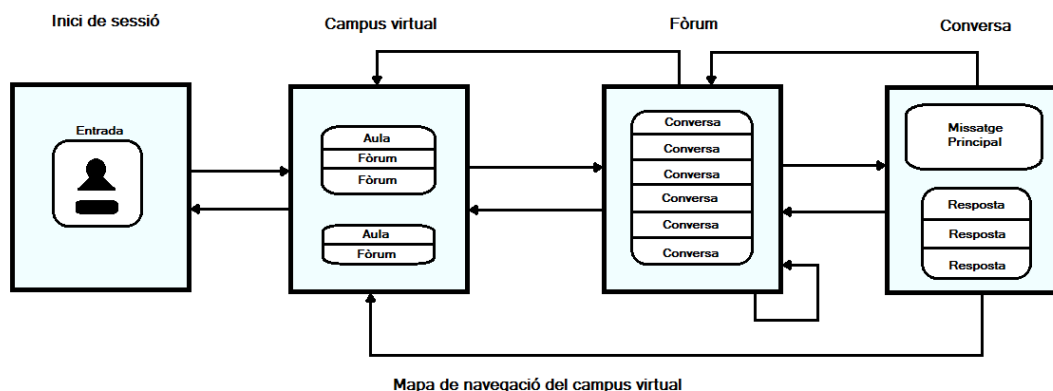 Inici de sessió
Campus virtual
Fòrum
Conversa
Entrada
Aula
Fòrum
Fòrum
Aula
Fòrum
Conversa
Conversa
Conversa
Conversa
Conversa
Conversa
Missatge
Principal
Resposta
Resposta
Resposta
Mapa de navegació del campus virtual